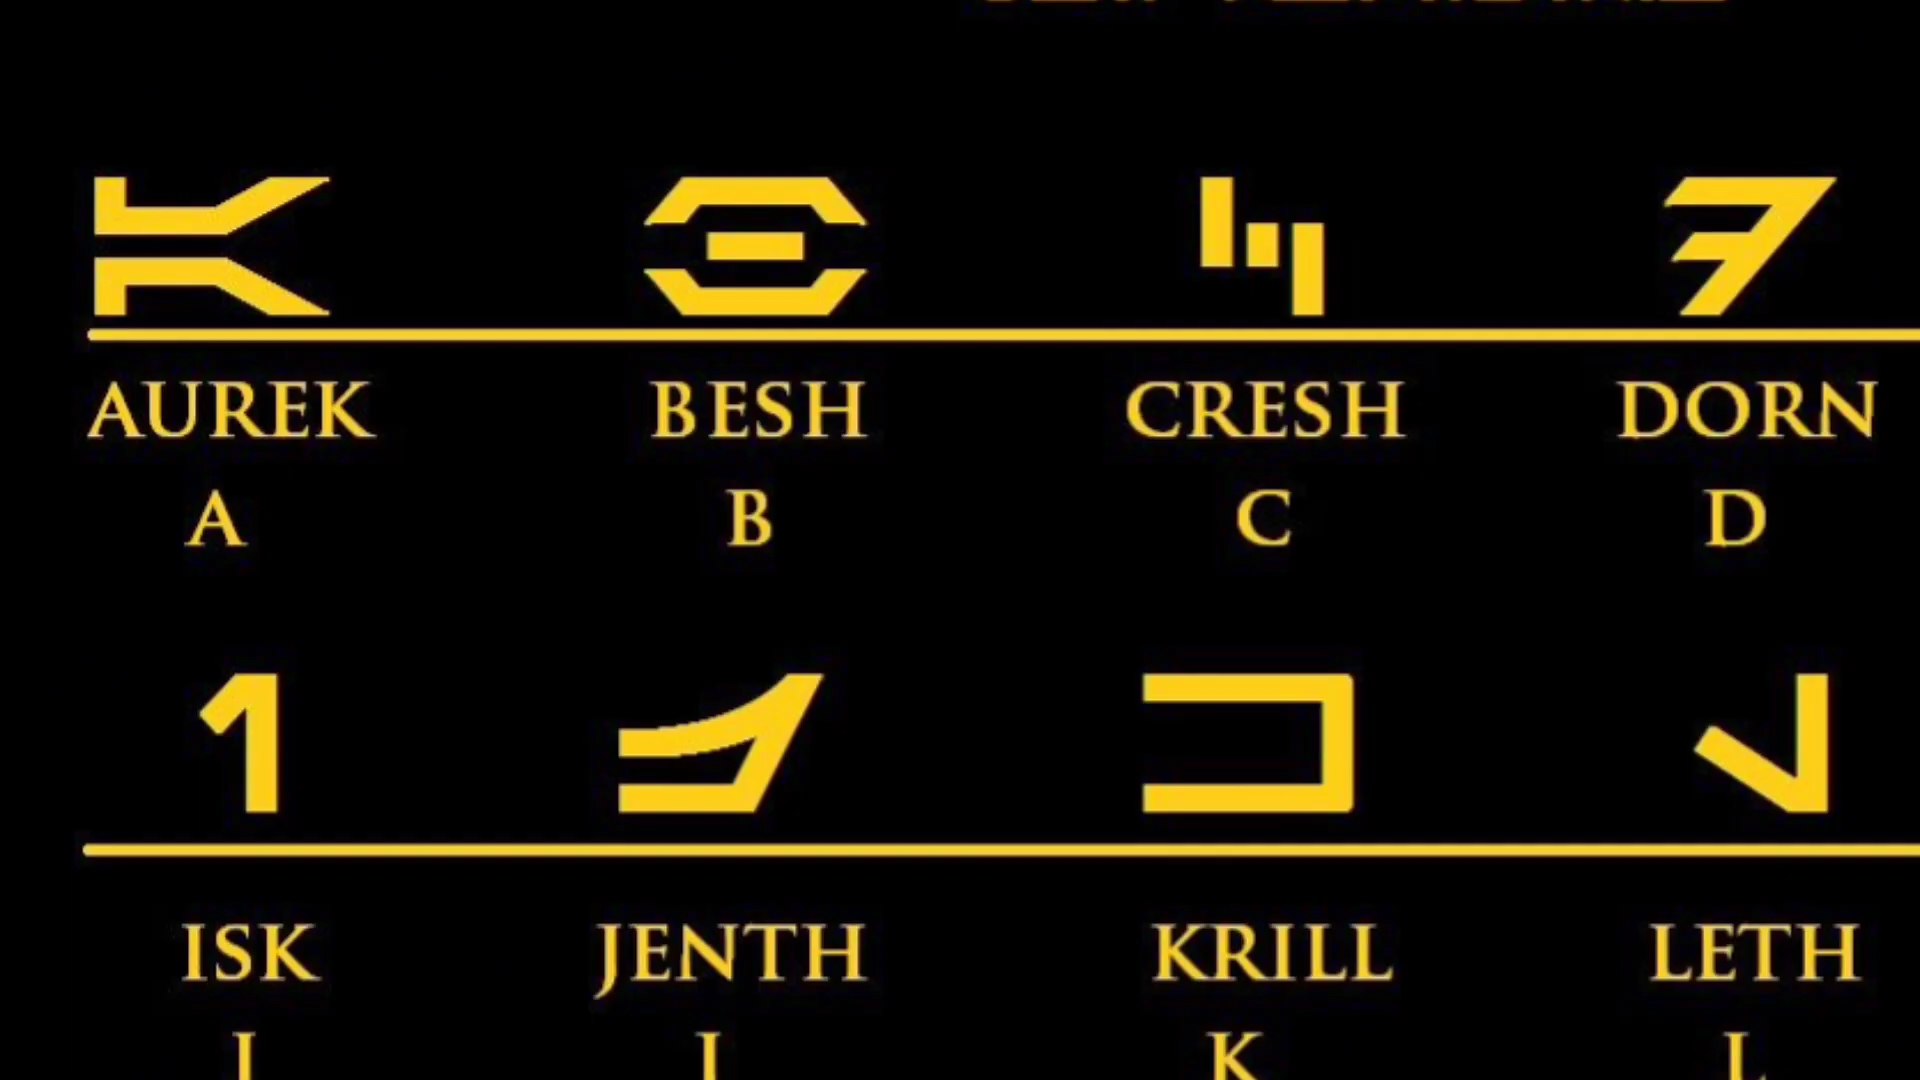 AUREK BESH CRESH DORN
A B C D
ISK JENTH KRILL LETH
I J K L